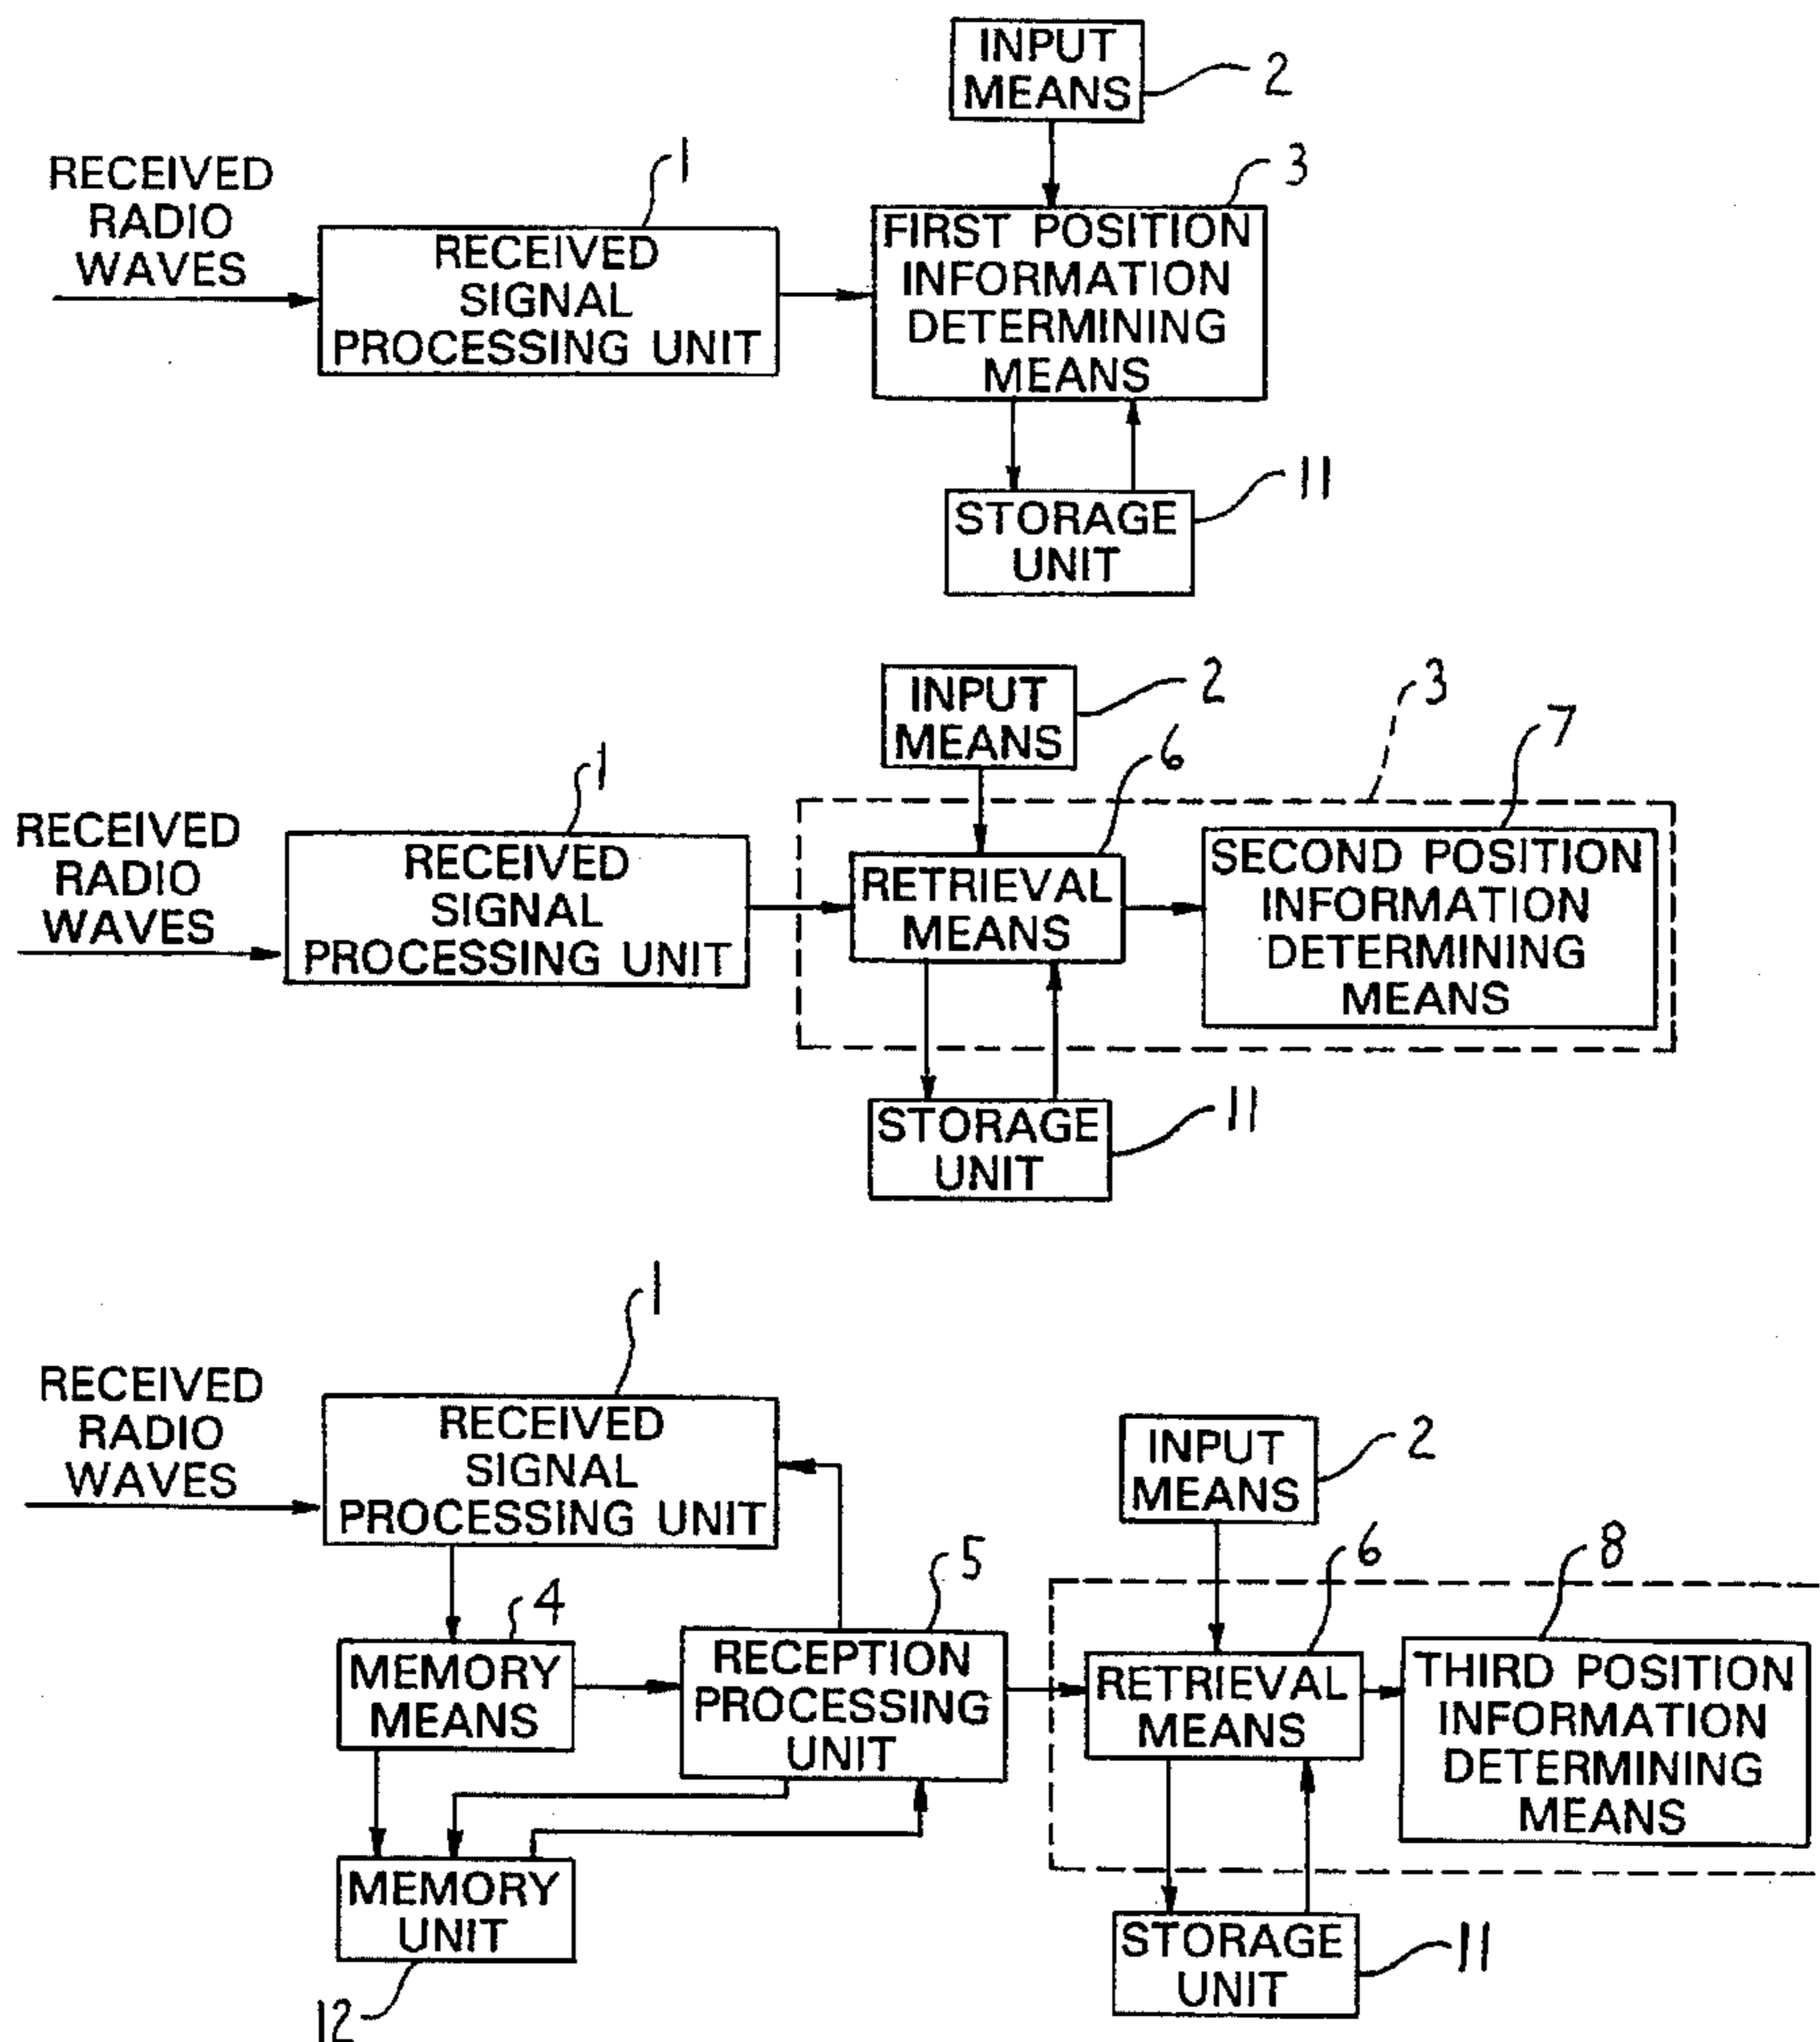 INPUT
MEANS
2
RECEIVED
RADIO
WAVES
1
RECEIVED
SIGNAL
PROCESSING UNIT
3
FIRST POSITION
INFORMATION
DETERMINING
MEANS
STORAGE
UNIT
11
INPUT
MEANS
2
3
7
6
1
RECEIVED
RADIO
WAVES
RECEIVED
SIGNAL
PROCESSING UNIT
RETRIEVAL
MEANS
SECOND POSITION
INFORMATION
DETERMINING
MEANS
STORAGE
UNIT
11
1
RECEIVED
RADIO
WAVES
RECEIVED
SIGNAL
PROCESSING UNIT
INPUT
MEANS
2
4
5
6
8
MEMORY
MEANS
RECEPTION
PROCESSING
UNIT
RETRIEVAL
MEANS
THIRD POSITION
INFORMATION
DETERMINING
MEANS
MEMORY
UNIT
12
STORAGE
UNIT
11